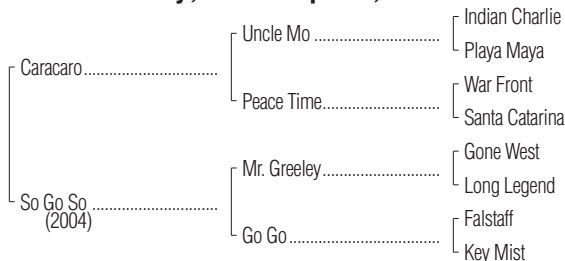 Caracaro
So Go So
(2004)
Uncle Mo
Peace Time
Mr. Greeley
Go Go
Indian Charlie
Playa Maya
War Front
Santa Catarina
Gone West
Long Legend
Falstaff
Key Mist